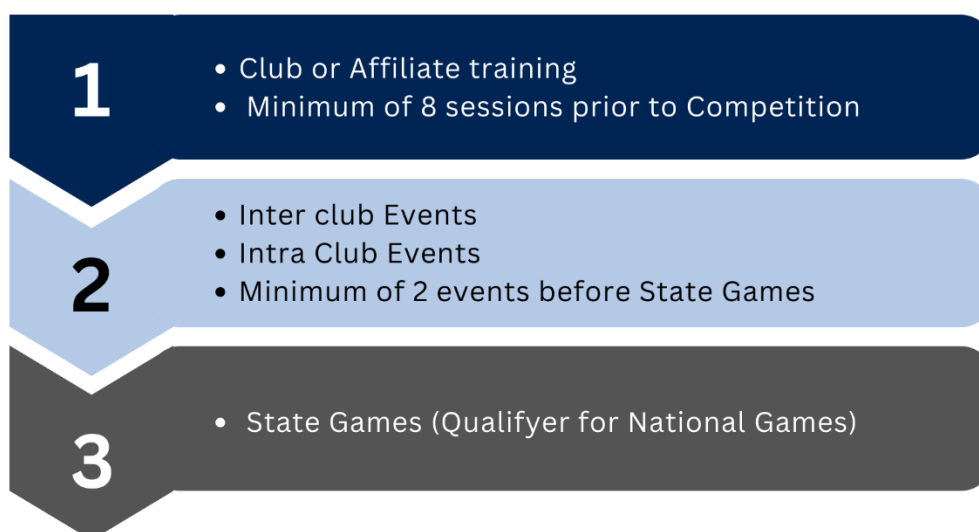 1
• Club or Affiliate training
• Minimum of 8 sessions prior to Competition
2
• Inter club Events
• Intra Club Events
• Minimum of 2 events before State Games
3
• State Games (Qualifyer for National Games)